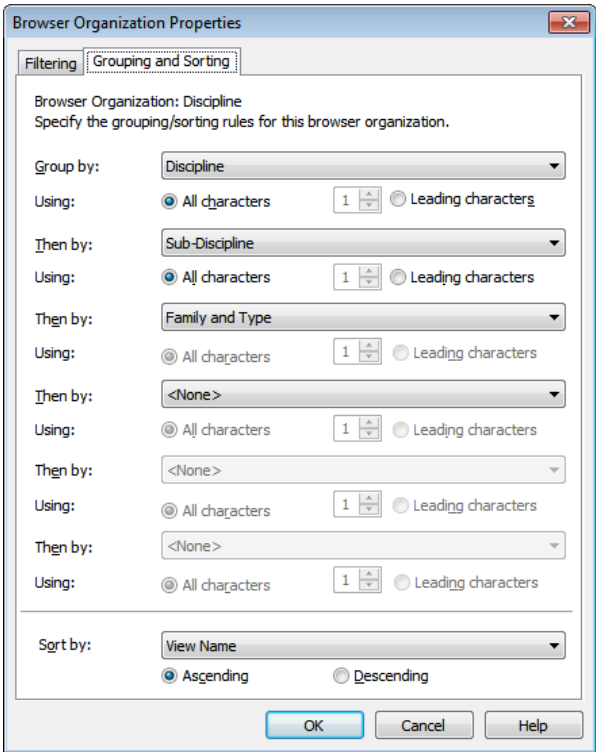 Browser Organization Properties
Filtering Grouping and Sorting
Browser Organization: Discipline
Specify the grouping/sorting rules for this browser organization.
Group by: Discipline
Using: All characters 1 Leading characters
Then by: Sub-Discipline
Using: All characters 1 Leading characters
Then by: Family and Type
Using: All characters 1 Leading characters
Then by: <None>
Using: All characters 1 Leading characters
Then by: <None>
Using: All characters 1 Leading characters
Then by: <None>
Using: All characters 1 Leading characters
Sort by: View Name
Ascending Descending
OK Cancel Help